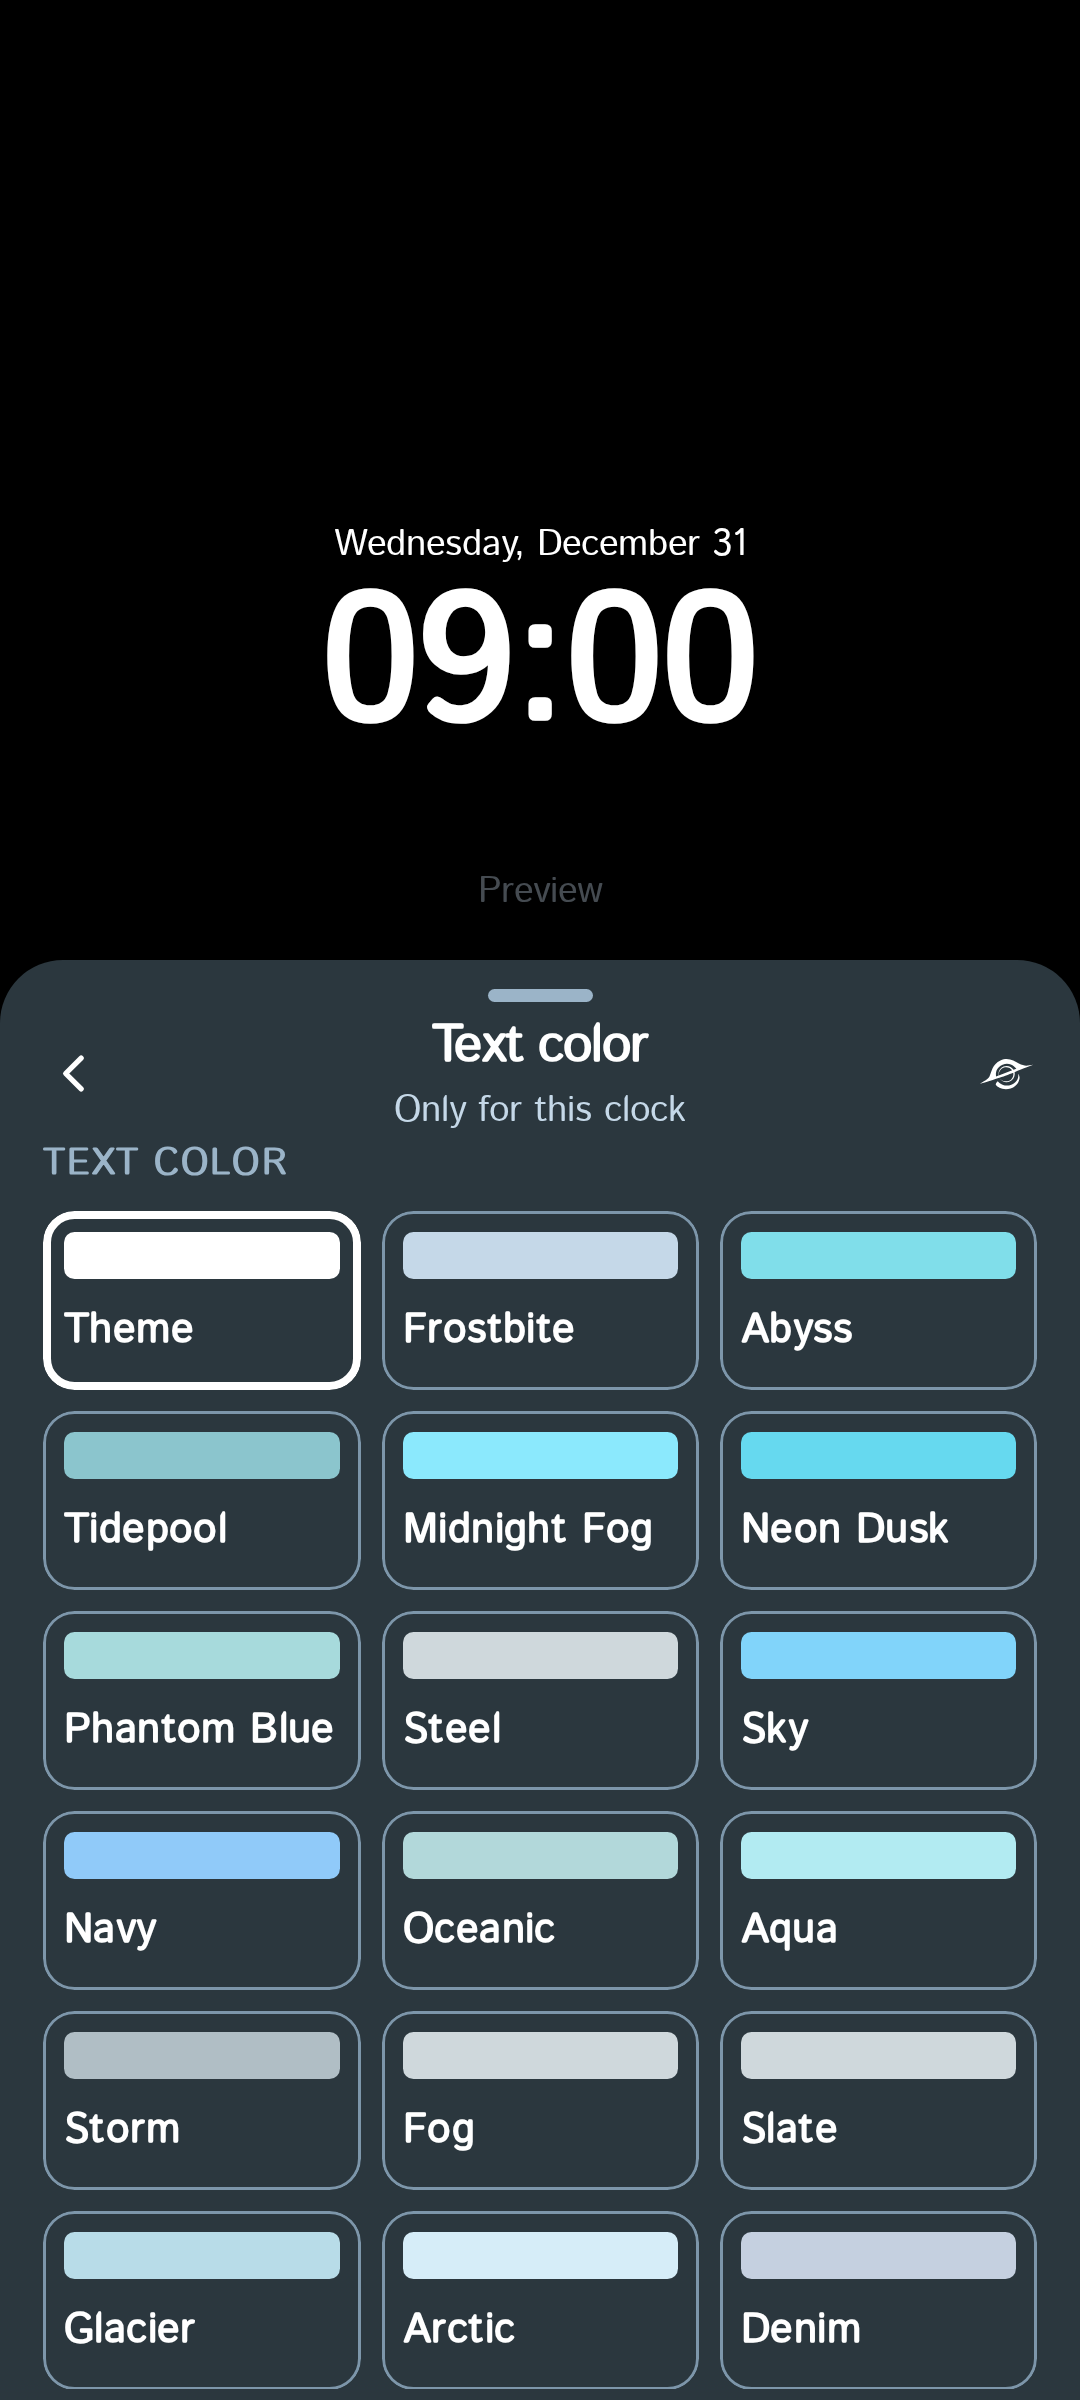 Wednesday, December 31
09:00
Preview
Text color
Only for this clock
TEXT COLOR
Theme
Frostbite
Abyss
Tidepool
Midnight Fog
Neon Dusk
Phantom Blue
Steel
Sky
Navy
Oceanic
Aqua
Storm
Fog
Slate
Glacier
Arctic
Denim